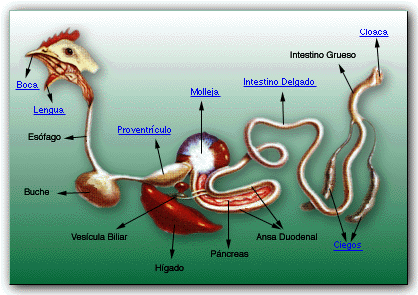 Cloaca
Intestino Grueso
Boca
Molleja
Intestino Delgado
Lengua
Esófago
Proventrículo
Buche
Vesícula Biliar
Ansa Duodenal
Ciegos
Páncreas
Hígado